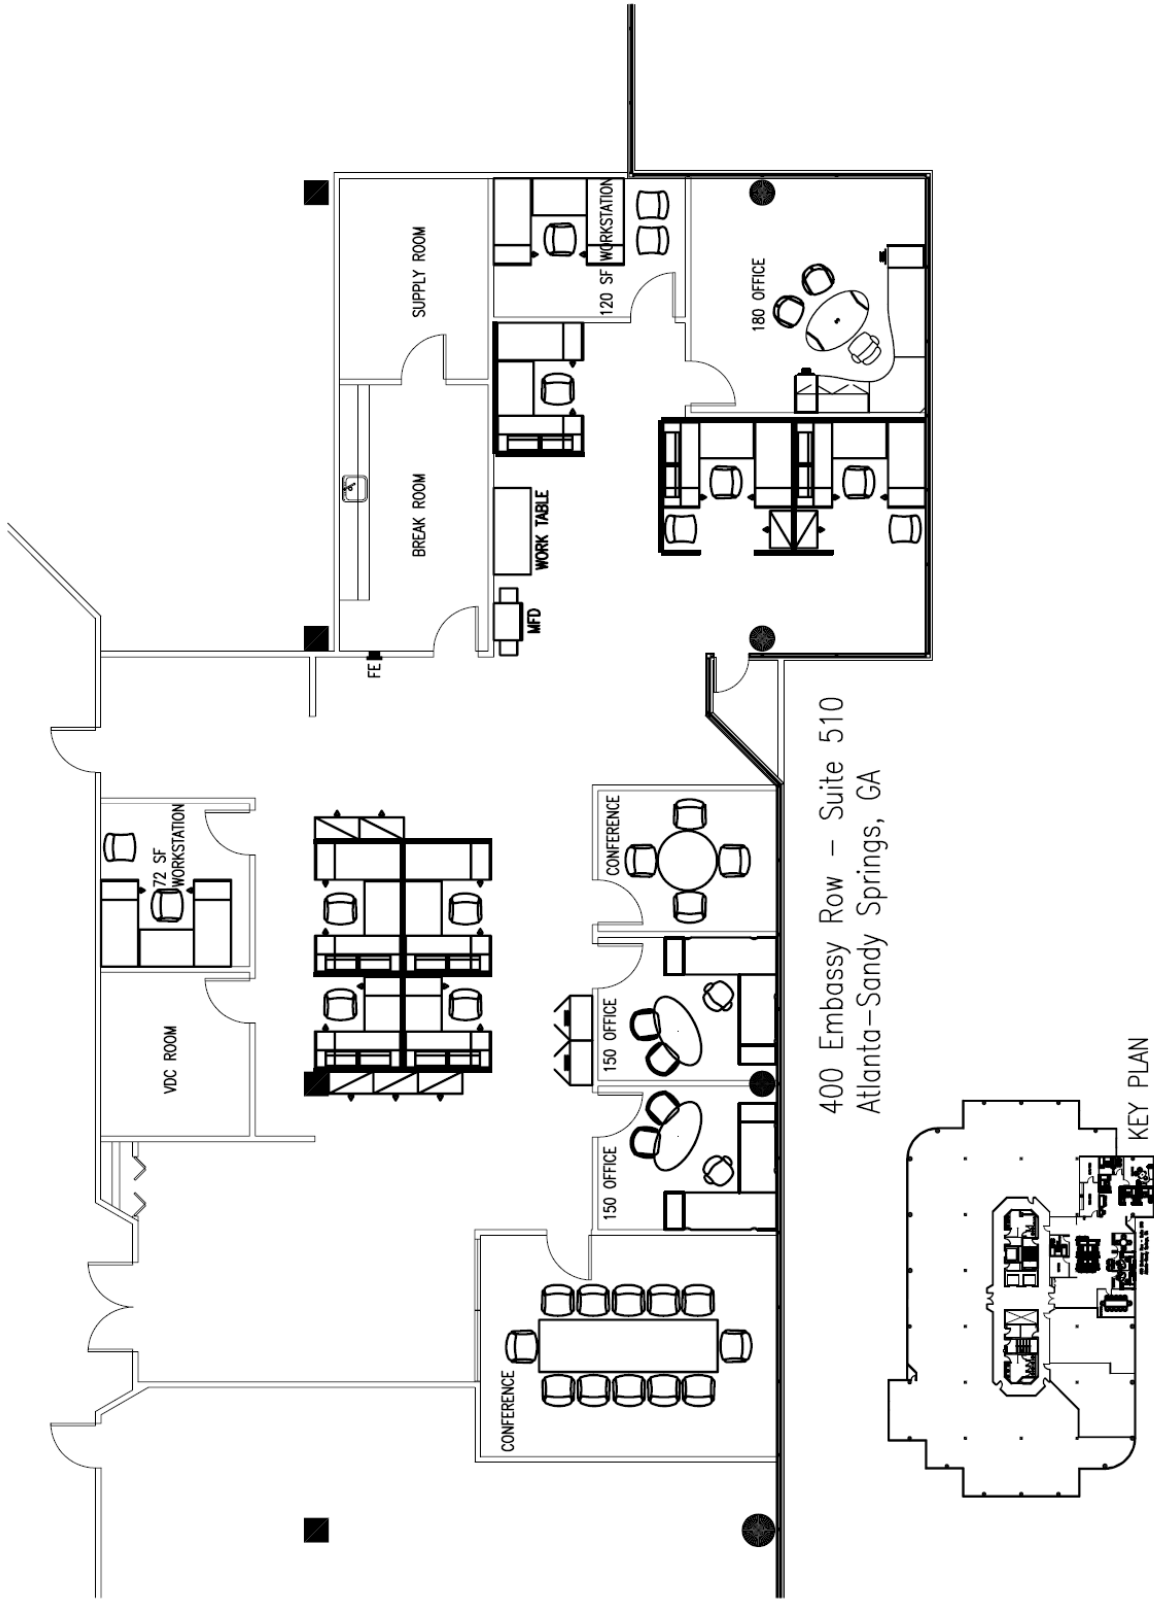 SUPPLY ROOM
BREAK ROOM
FE
MFD
WORK TABLE
120 SF WORKSTATION
180 OFFICE
72 SF
WORKSTATION
VDC ROOM
CONFERENCE
150 OFFICE
150 OFFICE
CONFERENCE
400 Embassy Row – Suite 510
Atlanta–Sandy Springs, GA
KEY PLAN